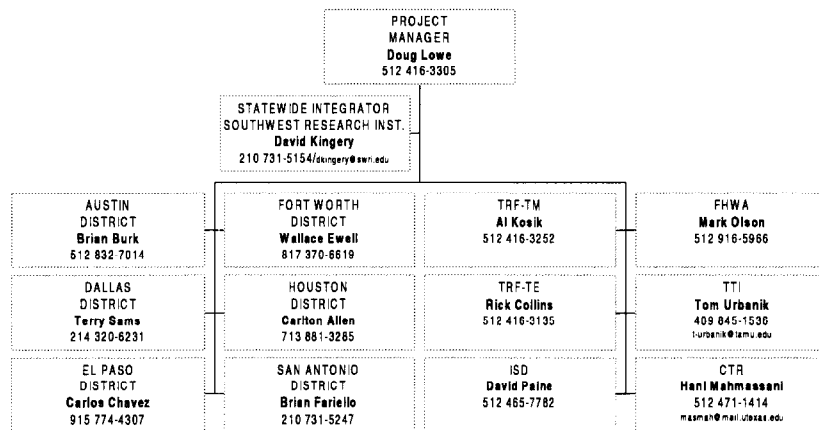 PROJECT
MANAGER
Doug Lowe
512 416-3305
STATEWIDE INTEGRATOR
SOUTHWEST RESEARCH INST.
David Kingery
210 731-5154/dkingery@swri.edu
AUSTIN
DISTRICT
Brian Burk
512 832-7014
FORT WORTH
DISTRICT
Wallace Ewell
817 370-6619
TRF-TM
Al Kosik
512 416-3252
FHWA
Mark Olson
512 916-5966
DALLAS
DISTRICT
Terry Sams
214 320-6231
HOUSTON
DISTRICT
Carlton Allen
713 881-3285
TRF-TE
Rick Collins
512 416-3135
TTI
Tom Urbanik
409 845-1536
t-urbanik@tamu.edu
EL PASO
DISTRICT
Carlos Chavez
915 774-4307
SAN ANTONIO
DISTRICT
Brian Fariello
210 731-5247
ISD
David Paine
512 465-7782
CTR
Hani Mahmassani
512 471-1414
masmah@mail.utexas.edu